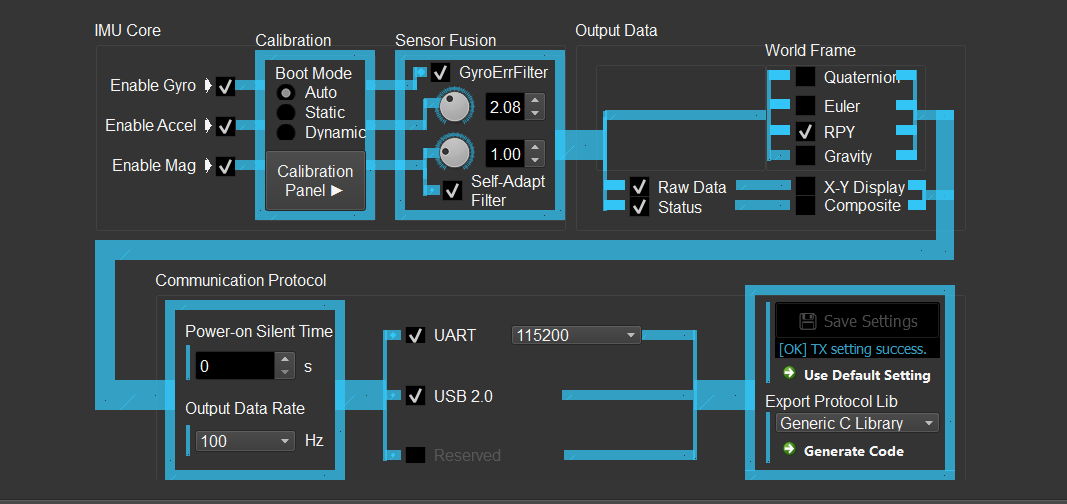 IMU Core
Calibration
Sensor Fusion
Output Data
World Frame
Enable Gyro
Enable Accel
Enable Mag
Boot Mode
Auto
Static
Dynamic
Calibration
Panel
GyroErrFilter
2.08
1.00
Self-Adapt
Filter
Quaternion
Euler
RPY
Gravity
Raw Data
X-Y Display
Status
Composite
Communication Protocol
Power-on Silent Time
0 s
Output Data Rate
100 Hz
UART 115200
USB 2.0
Reserved
Save Settings
[OK] TX setting success.
Use Default Setting
Export Protocol Lib
Generic C Library
Generate Code